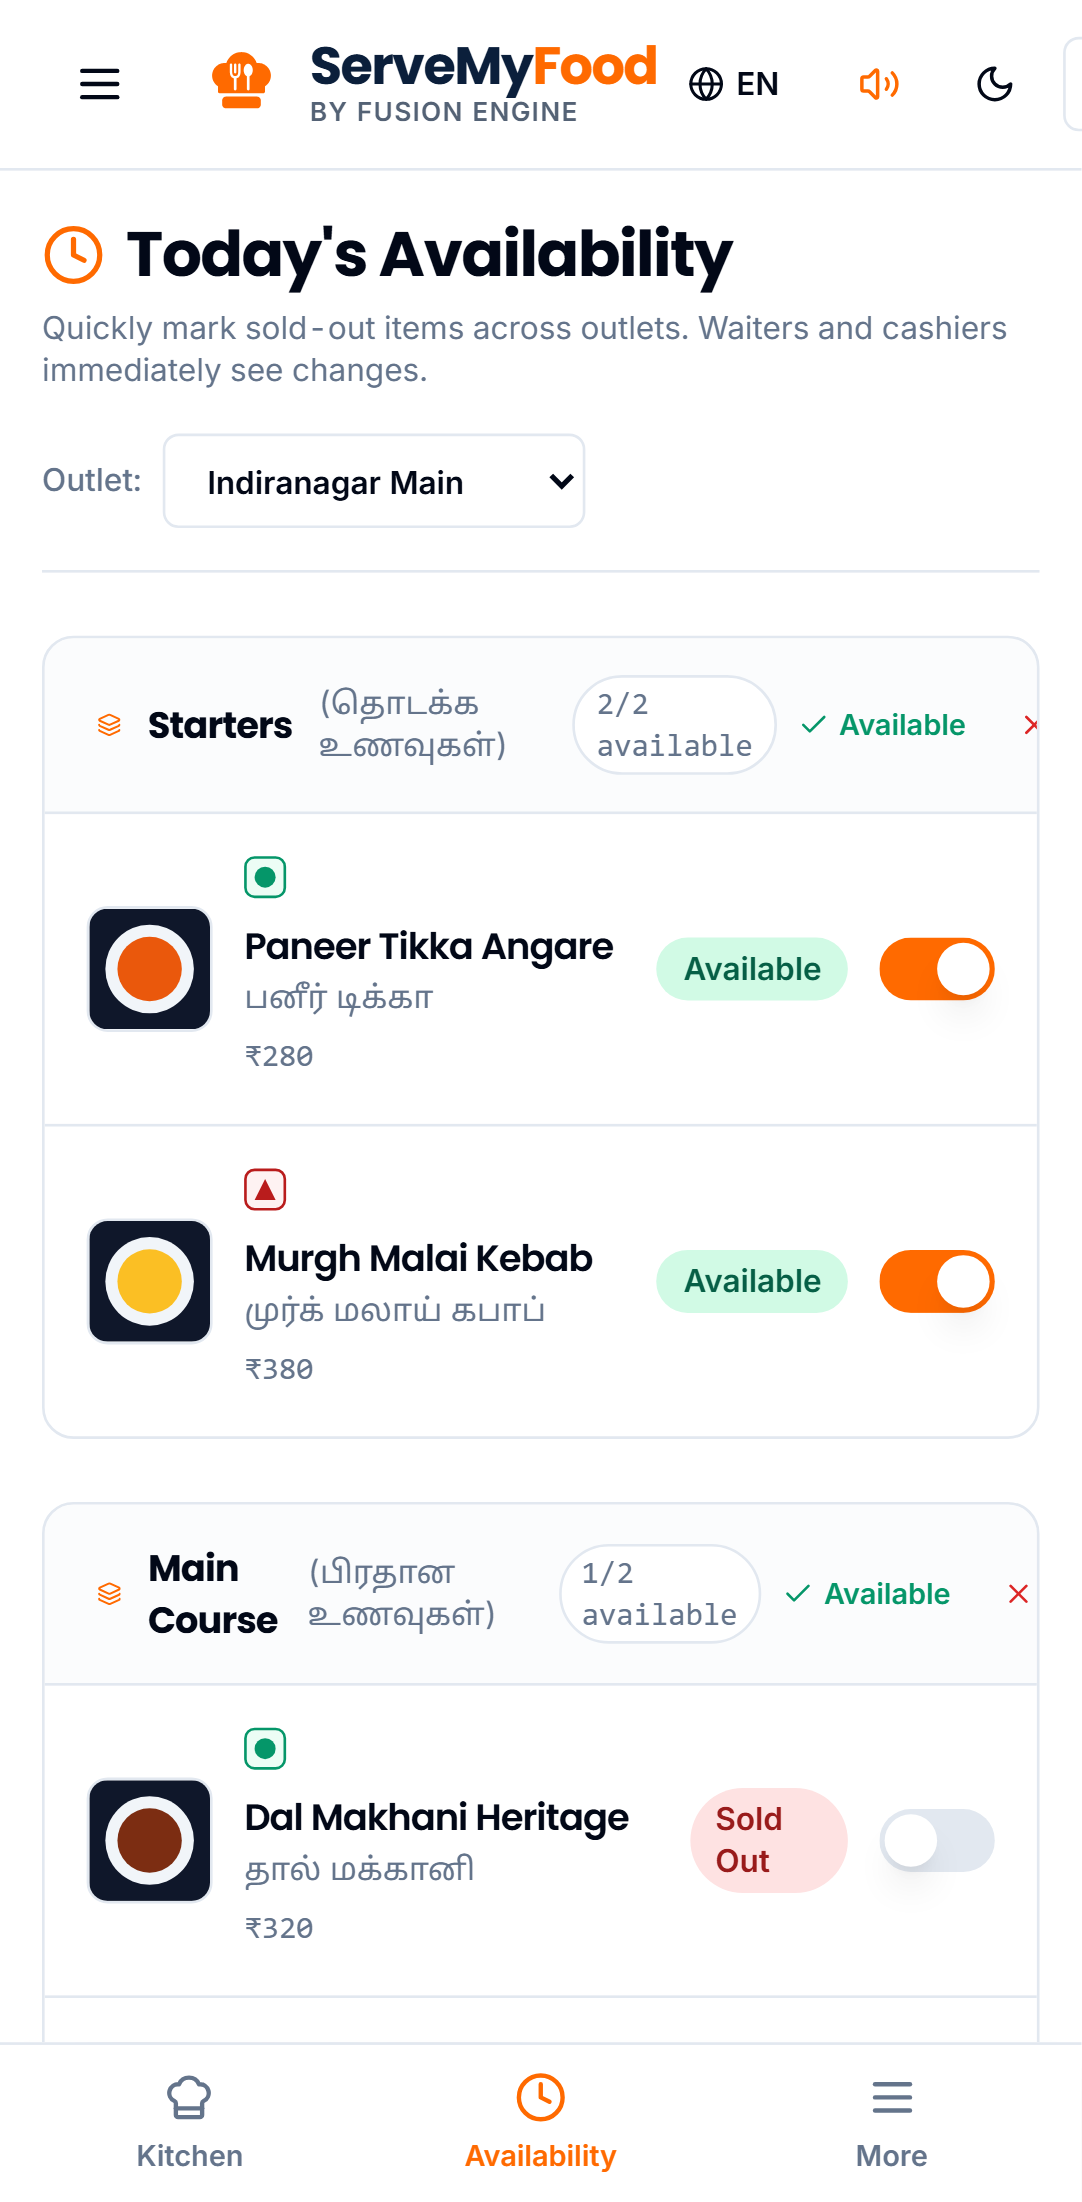 ServeMyFood
BY FUSION ENGINE
EN
Today's Availability
Quickly mark sold-out items across outlets. Waiters and cashiers
immediately see changes.
Outlet:
Indiranagar Main
Starters
(தொடக்க
உணவுகள்)
2/2
available
Available
Paneer Tikka Angare
பனீர் டிக்கா
₹280
Available
Murgh Malai Kebab
முர்க் மலாய் கபாப்
₹380
Available
Main
Course
(பிரதான
உணவுகள்)
1/2
available
Available
Dal Makhani Heritage
தால் மக்கானி
₹320
Sold
Out
Kitchen
Availability
More